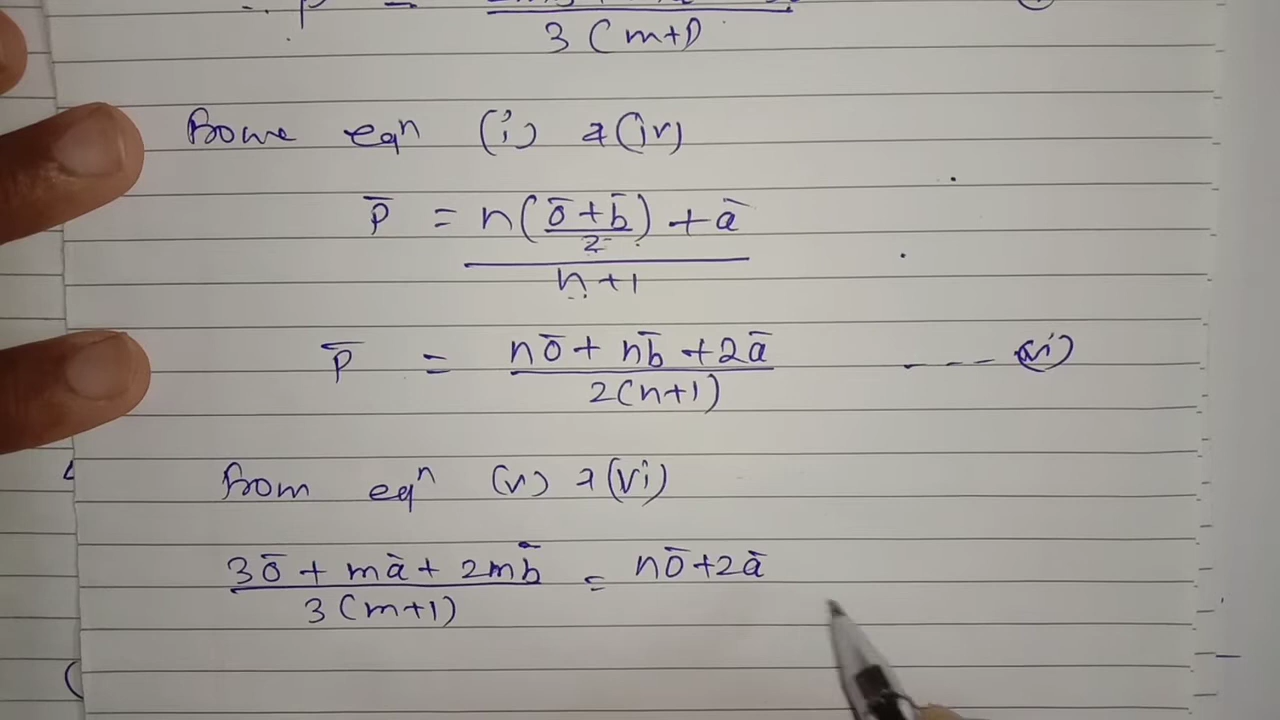 3 (m+1)
From eqⁿ (i) & (iv)
p̄ = n(ō + b̄ / 2) + ā / n + 1
p̄ = nō + nb̄ + 2ā / 2(n+1) ---- (vi)
From eqⁿ (v) & (vi)
3ō + mā + 2mb̄ / 3(m+1) = nō+2ā